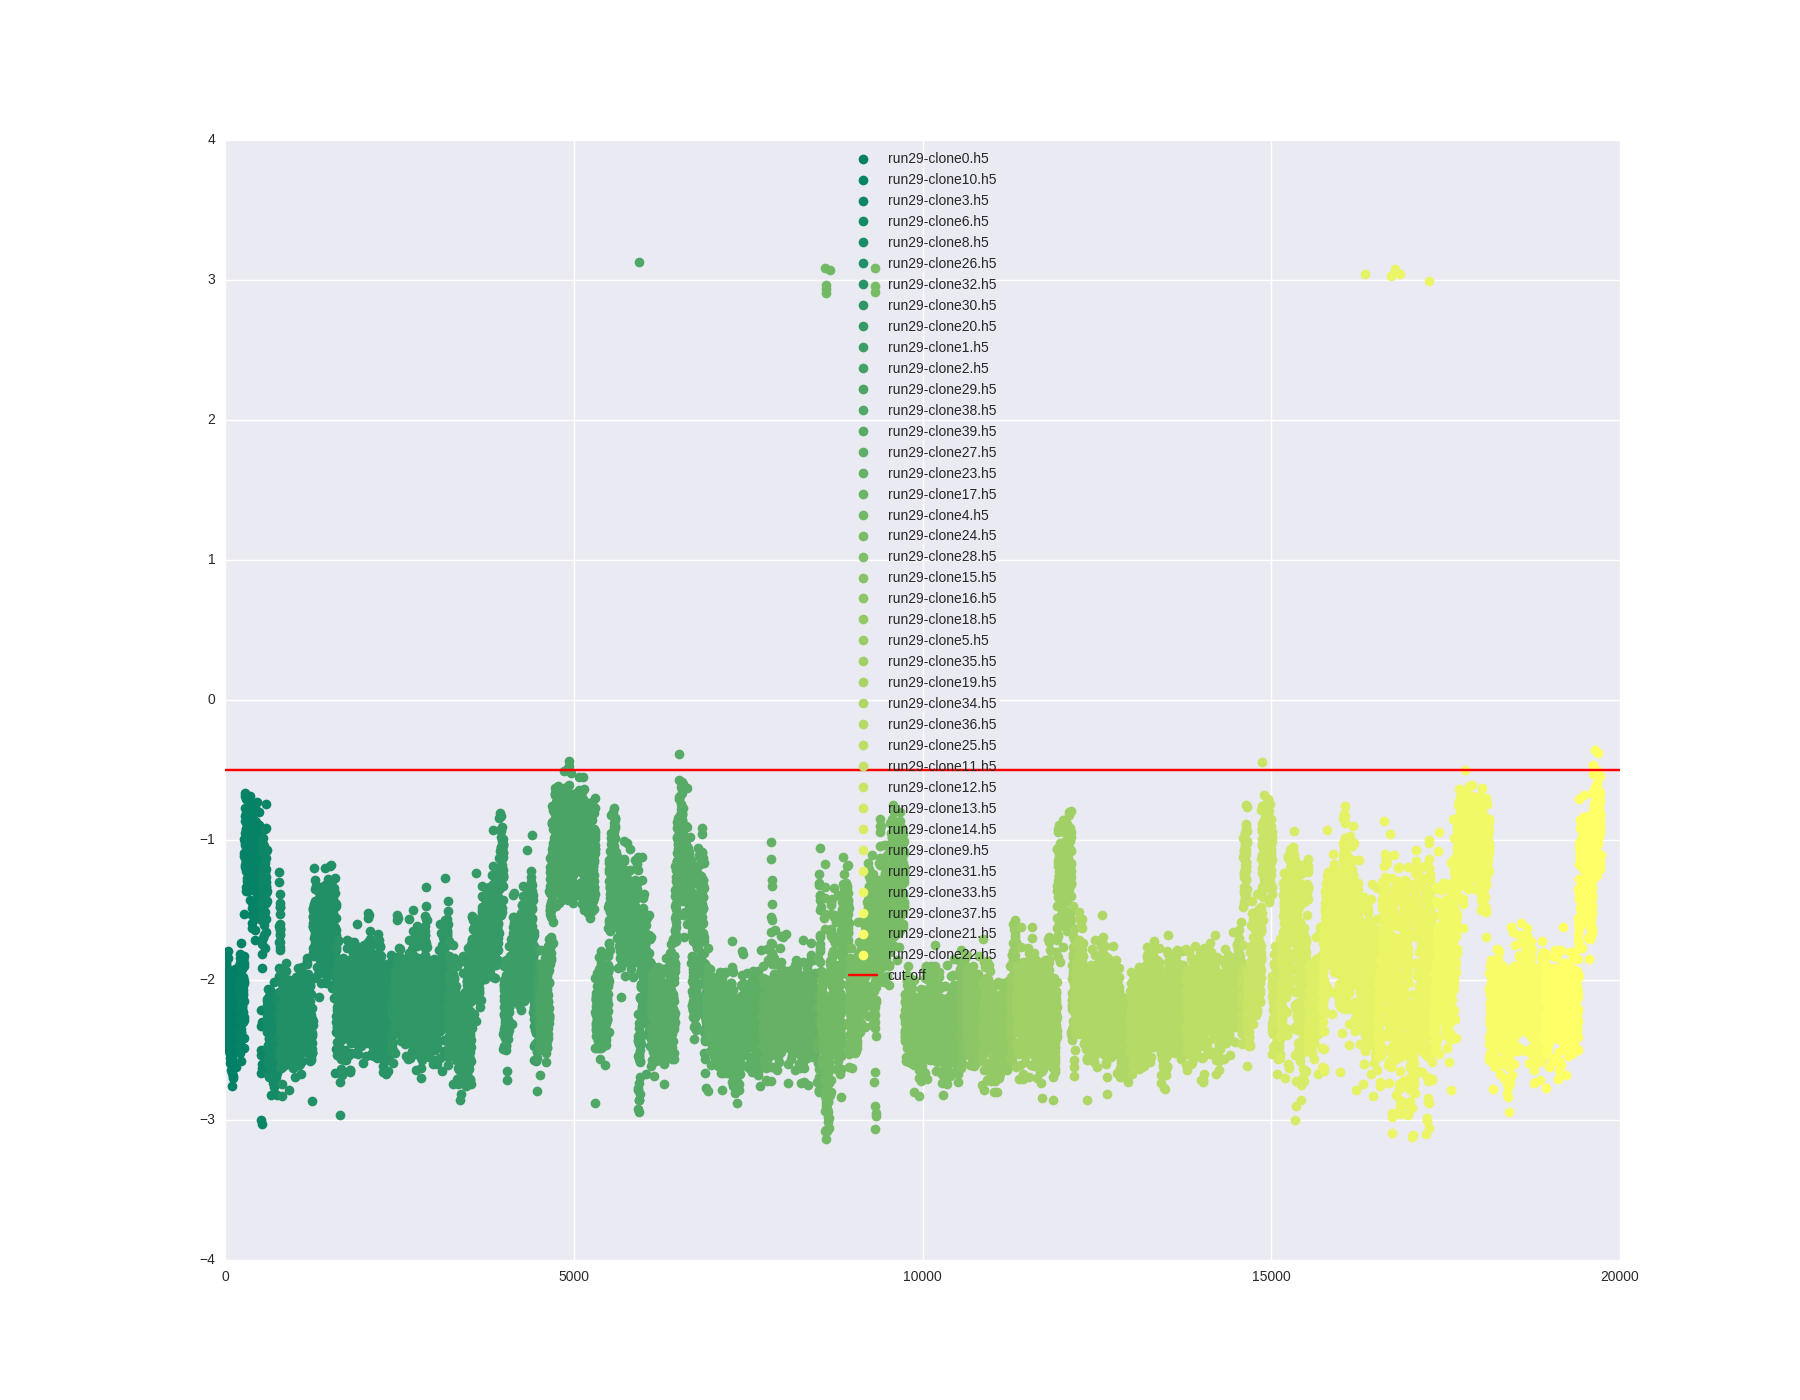 4
3
2
1
0
−1
−2
−3
−4
0
5000
10000
15000
20000
run29-clone0.h5
run29-clone10.h5
run29-clone3.h5
run29-clone6.h5
run29-clone8.h5
run29-clone26.h5
run29-clone32.h5
run29-clone30.h5
run29-clone20.h5
run29-clone1.h5
run29-clone2.h5
run29-clone29.h5
run29-clone38.h5
run29-clone39.h5
run29-clone27.h5
run29-clone23.h5
run29-clone17.h5
run29-clone4.h5
run29-clone24.h5
run29-clone28.h5
run29-clone15.h5
run29-clone16.h5
run29-clone18.h5
run29-clone5.h5
run29-clone35.h5
run29-clone19.h5
run29-clone34.h5
run29-clone36.h5
run29-clone25.h5
run29-clone11.h5
run29-clone12.h5
run29-clone13.h5
run29-clone14.h5
run29-clone9.h5
run29-clone31.h5
run29-clone33.h5
run29-clone37.h5
run29-clone21.h5
run29-clone22.h5
cut-off